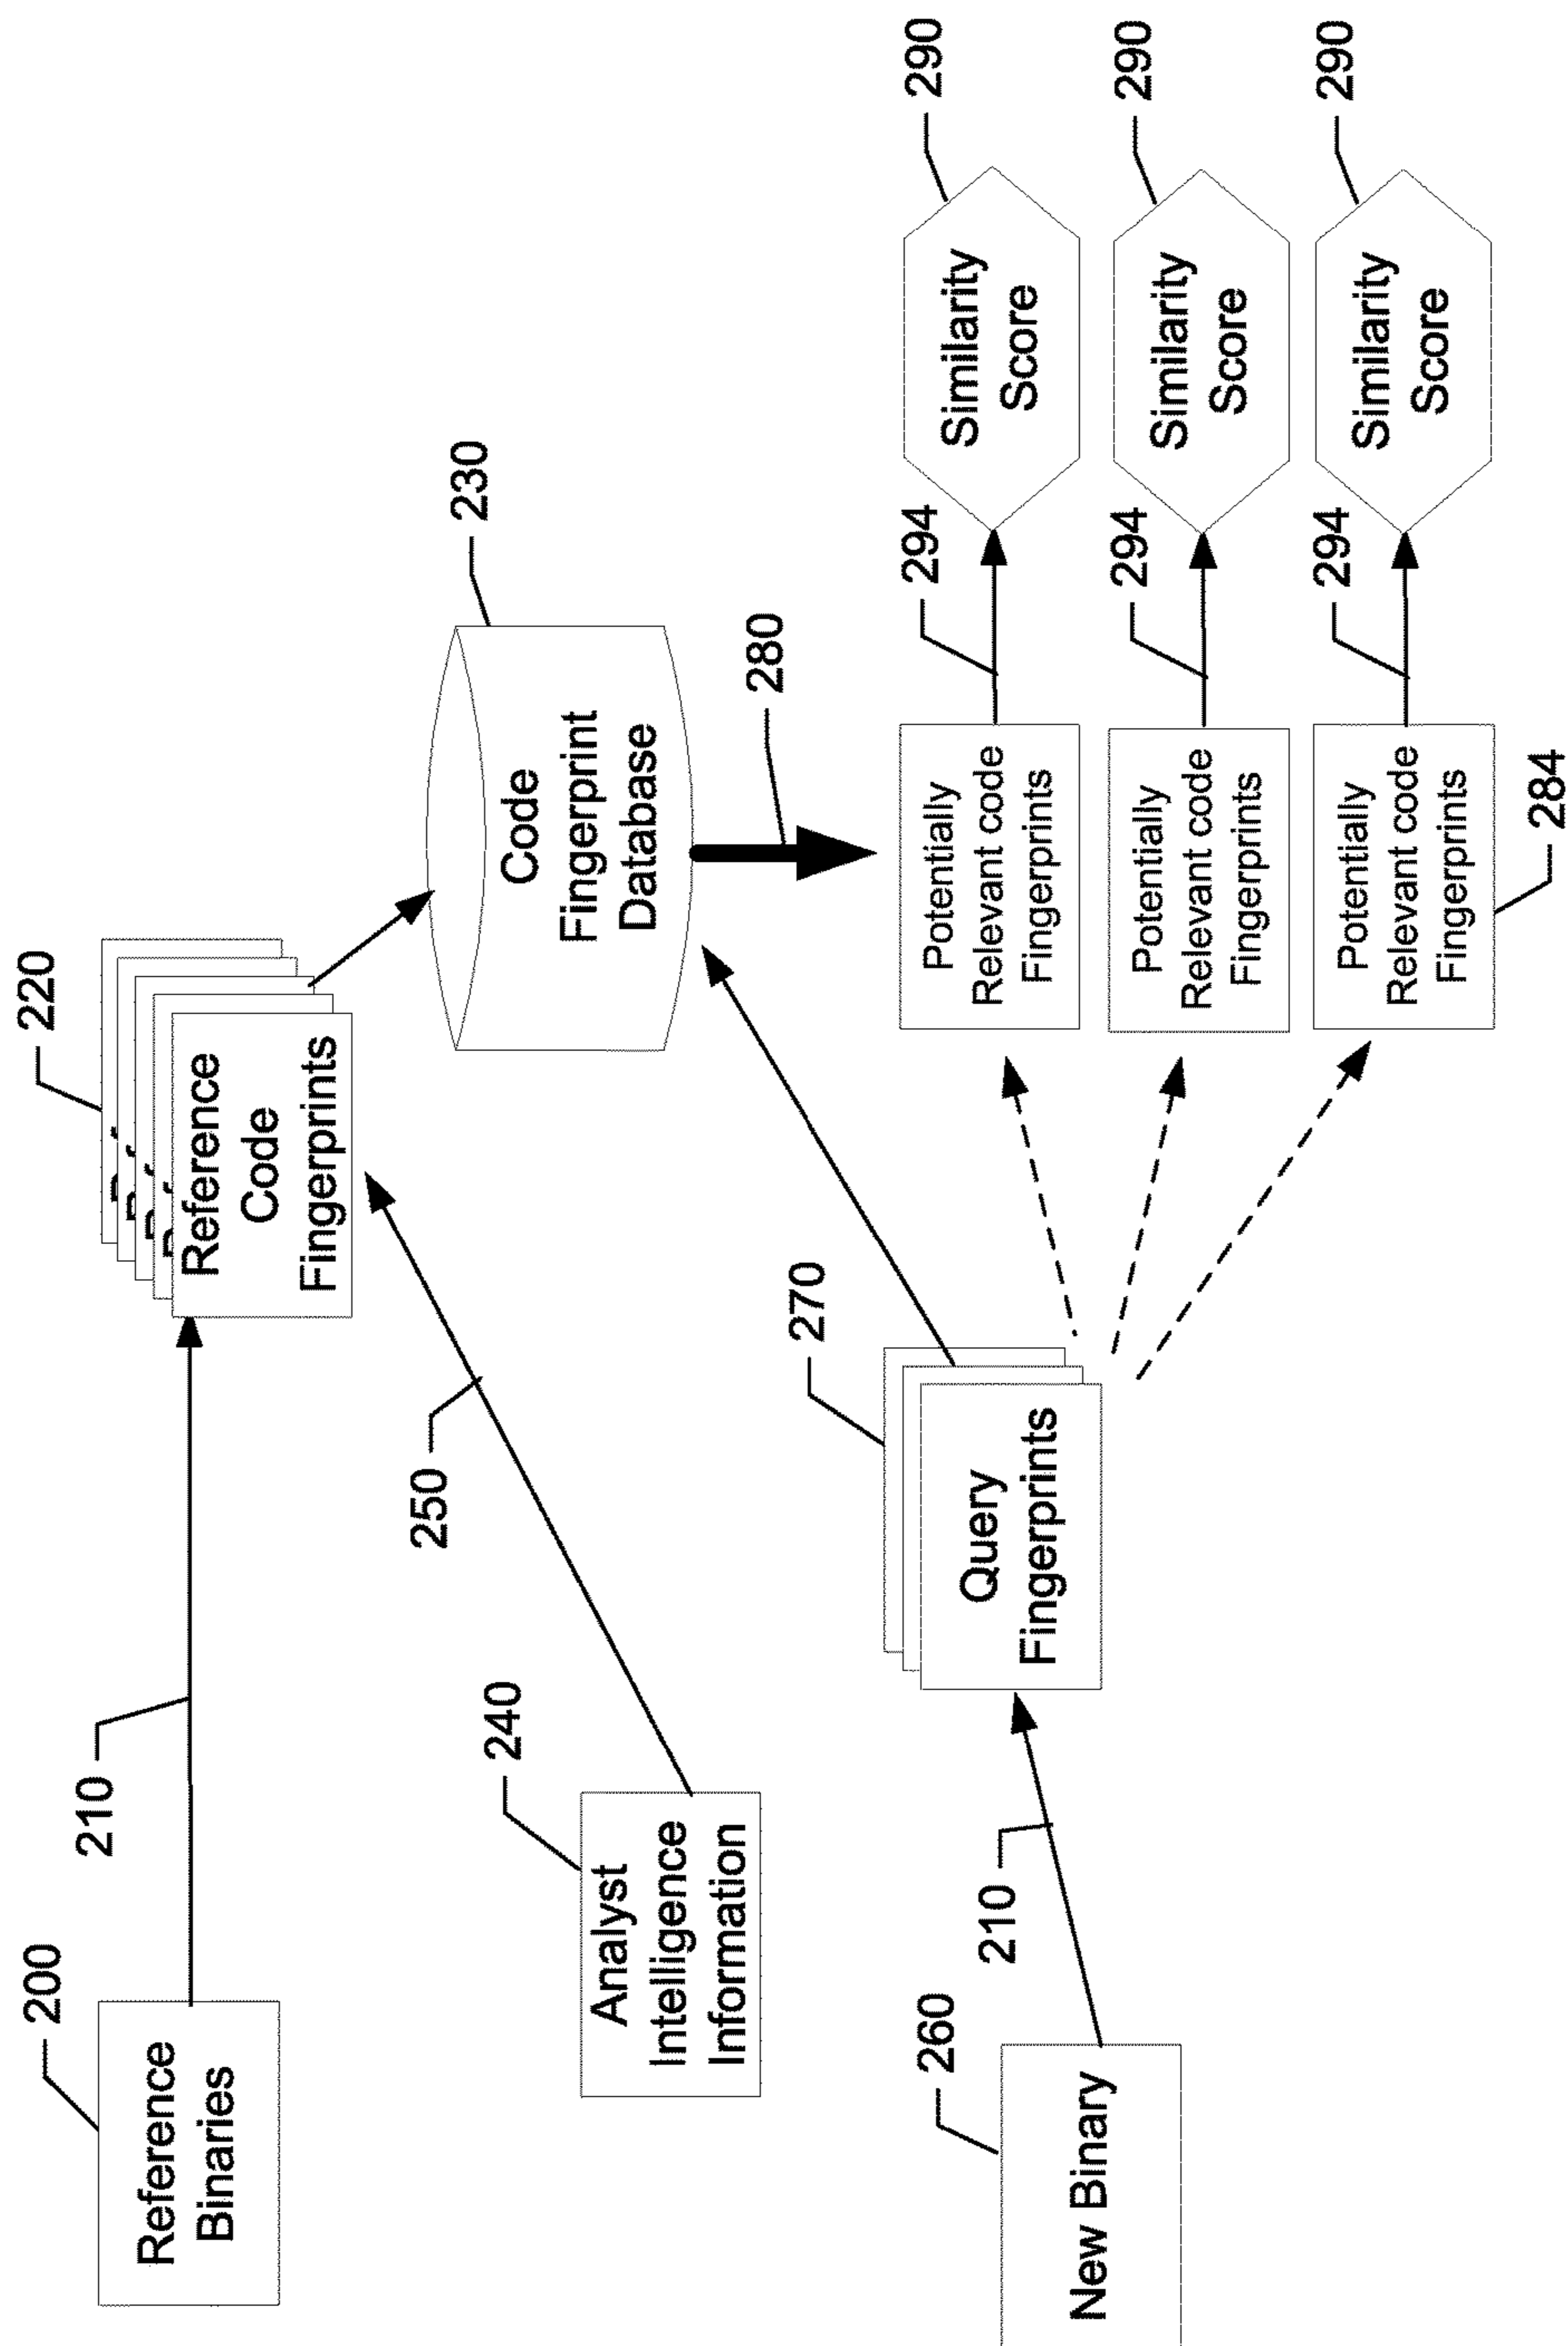 200
Reference
Binaries
210
220
Reference
Code
Fingerprints
230
Code
Fingerprint
Database
240
Analyst
Intelligence
Information
250
260
New Binary
210
270
Query
Fingerprints
280
Potentially
Relevant code
Fingerprints
294
Similarity
Score
290
Potentially
Relevant code
Fingerprints
294
Similarity
Score
290
Potentially
Relevant code
Fingerprints
284
294
Similarity
Score
290